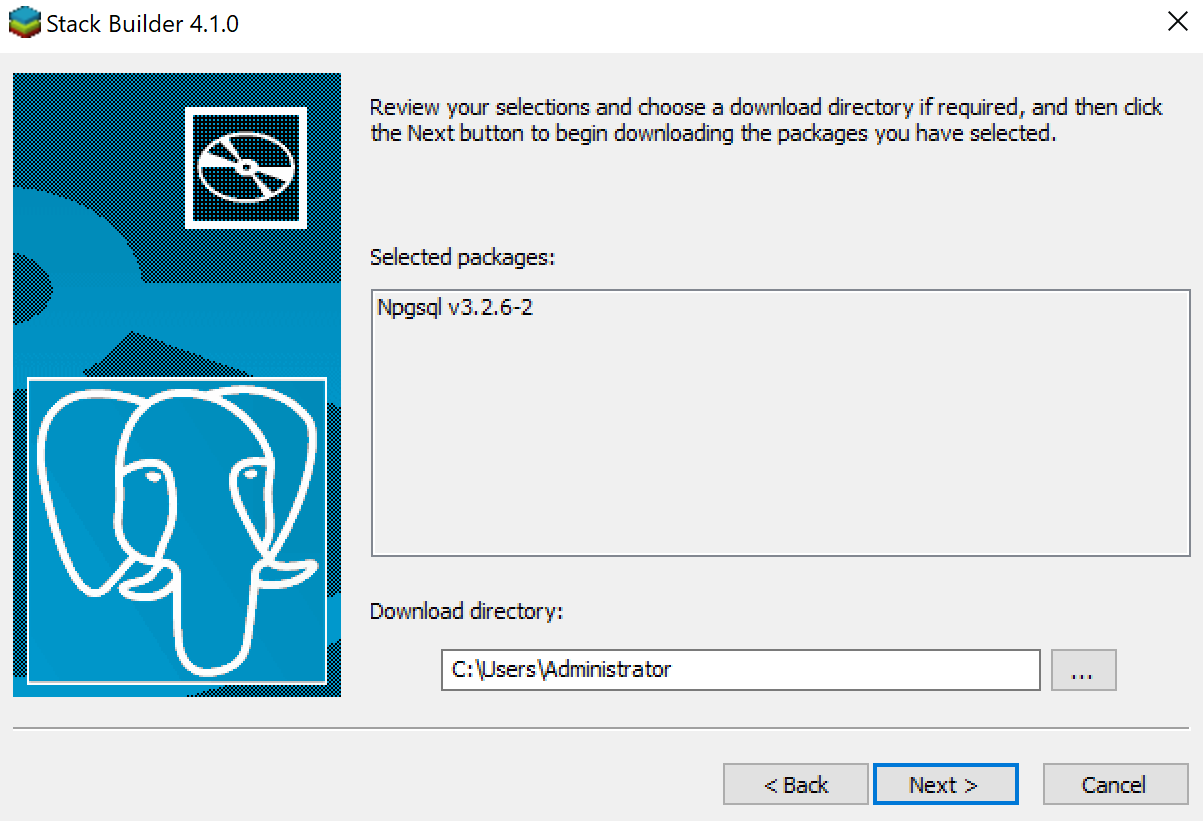 Stack Builder 4.1.0
Review your selections and choose a download directory if required, and then click
the Next button to begin downloading the packages you have selected.
Selected packages:
Npgsql v3.2.6-2
Download directory:
C:\Users\Administrator
...
< Back
Next >
Cancel